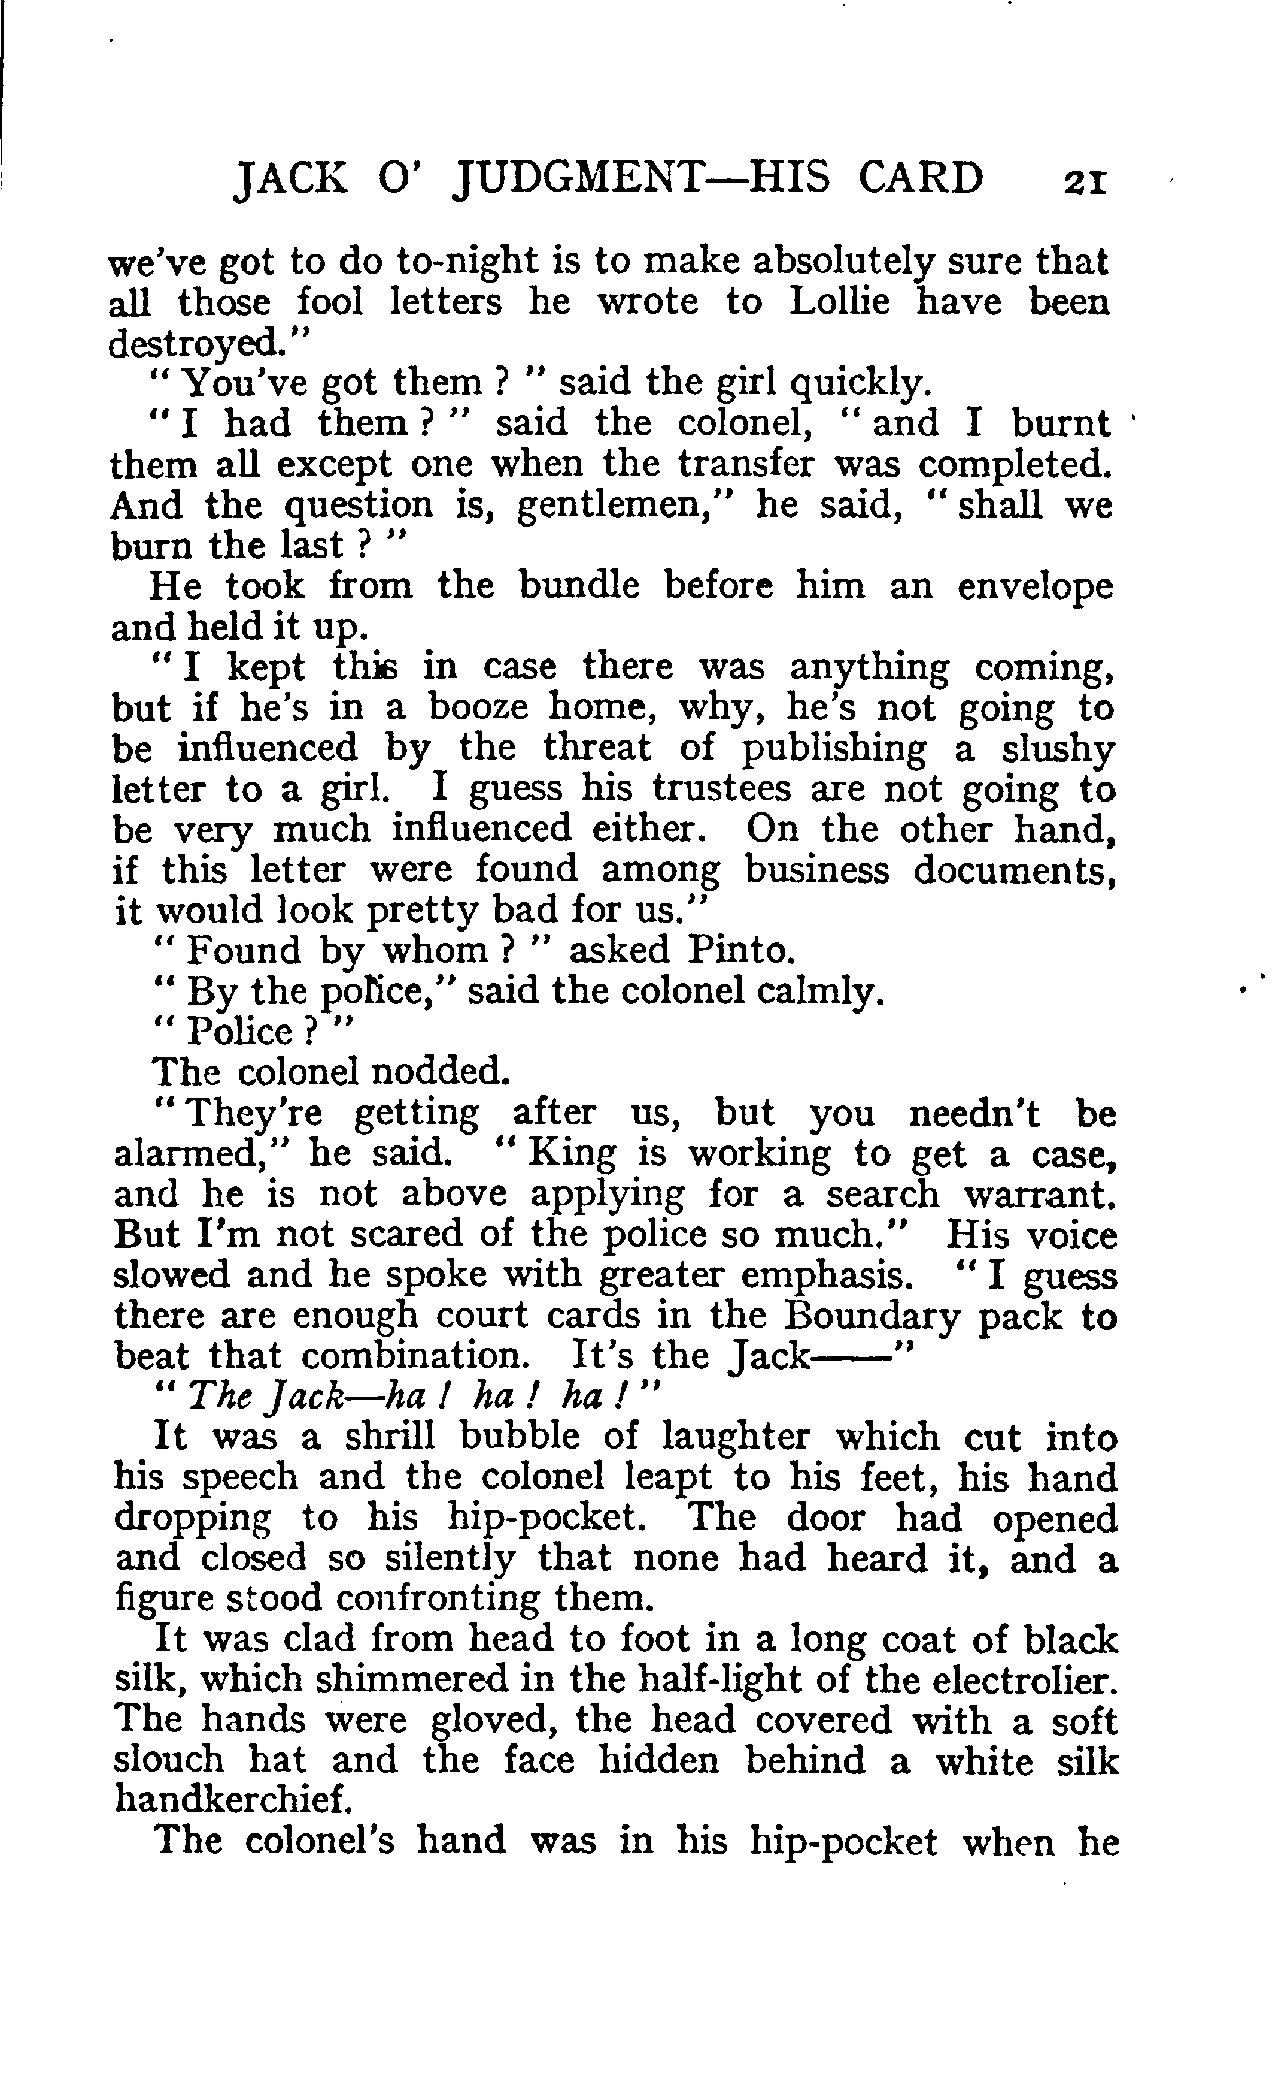 JACK O' JUDGMENT—HIS CARD 21
we've got to do to-night is to make absolutely sure that
all those fool letters he wrote to Lollie have been
destroyed."
" You've got them ? " said the girl quickly.
" I had them ? " said the colonel, " and I burnt
them all except one when the transfer was completed.
And the question is, gentlemen," he said, " shall we
burn the last ? "
He took from the bundle before him an envelope
and held it up.
" I kept this in case there was anything coming,
but if he's in a booze home, why, he's not going to
be influenced by the threat of publishing a slushy
letter to a girl. I guess his trustees are not going to
be very much influenced either. On the other hand,
if this letter were found among business documents,
it would look pretty bad for us."
" Found by whom ? " asked Pinto.
" By the police," said the colonel calmly.
" Police ? "
The colonel nodded.
" They're getting after us, but you needn't be
alarmed," he said. " King is working to get a case,
and he is not above applying for a search warrant.
But I'm not scared of the police so much." His voice
slowed and he spoke with greater emphasis. " I guess
there are enough court cards in the Boundary pack to
beat that combination. It's the Jack——"
" The Jack—ha ! ha ! ha ! "
It was a shrill bubble of laughter which cut into
his speech and the colonel leapt to his feet, his hand
dropping to his hip-pocket. The door had opened
and closed so silently that none had heard it, and a
figure stood confronting them.
It was clad from head to foot in a long coat of black
silk, which shimmered in the half-light of the electrolier.
The hands were gloved, the head covered with a soft
slouch hat and the face hidden behind a white silk
handkerchief.
The colonel's hand was in his hip-pocket when he